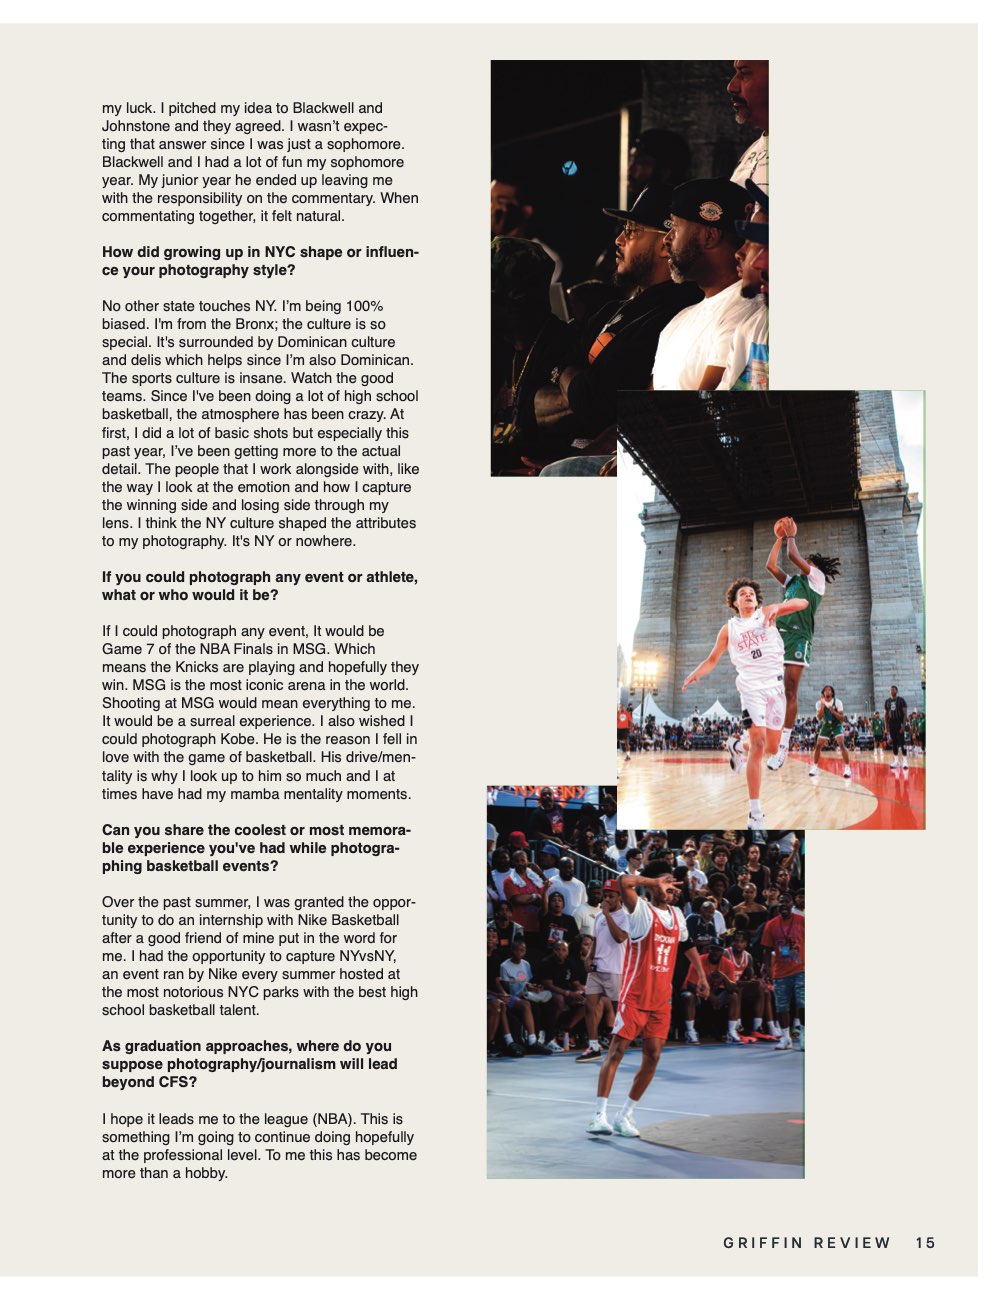 my luck. I pitched my idea to Blackwell and
Johnstone and they agreed. I wasn’t expec-
ting that answer since I was just a sophomore.
Blackwell and I had a lot of fun my sophomore
year. My junior year he ended up leaving me
with the responsibility on the commentary. When
commentating together, it felt natural.
How did growing up in NYC shape or influen-
ce your photography style?
No other state touches NY. I’m being 100%
biased. I'm from the Bronx; the culture is so
special. It's surrounded by Dominican culture
and delis which helps since I’m also Dominican.
The sports culture is insane. Watch the good
teams. Since I've been doing a lot of high school
basketball, the atmosphere has been crazy. At
first, I did a lot of basic shots but especially this
past year, I’ve been getting more to the actual
detail. The people that I work alongside with, like
the way I look at the emotion and how I capture
the winning side and losing side through my
lens. I think the NY culture shaped the attributes
to my photography. It's NY or nowhere.
If you could photograph any event or athlete,
what or who would it be?
If I could photograph any event, It would be
Game 7 of the NBA Finals in MSG. Which
means the Knicks are playing and hopefully they
win. MSG is the most iconic arena in the world.
Shooting at MSG would mean everything to me.
It would be a surreal experience. I also wished I
could photograph Kobe. He is the reason I fell in
love with the game of basketball. His drive/men-
tality is why I look up to him so much and I at
times have had my mamba mentality moments.
Can you share the coolest or most memora-
ble experience you've had while photogra-
phing basketball events?
Over the past summer, I was granted the oppor-
tunity to do an internship with Nike Basketball
after a good friend of mine put in the word for
me. I had the opportunity to capture NYvsNY,
an event ran by Nike every summer hosted at
the most notorious NYC parks with the best high
school basketball talent.
As graduation approaches, where do you
suppose photography/journalism will lead
beyond CFS?
I hope it leads me to the league (NBA). This is
something I’m going to continue doing hopefully
at the professional level. To me this has become
more than a hobby.
STATE
20
11
GRIFFIN REVIEW 15